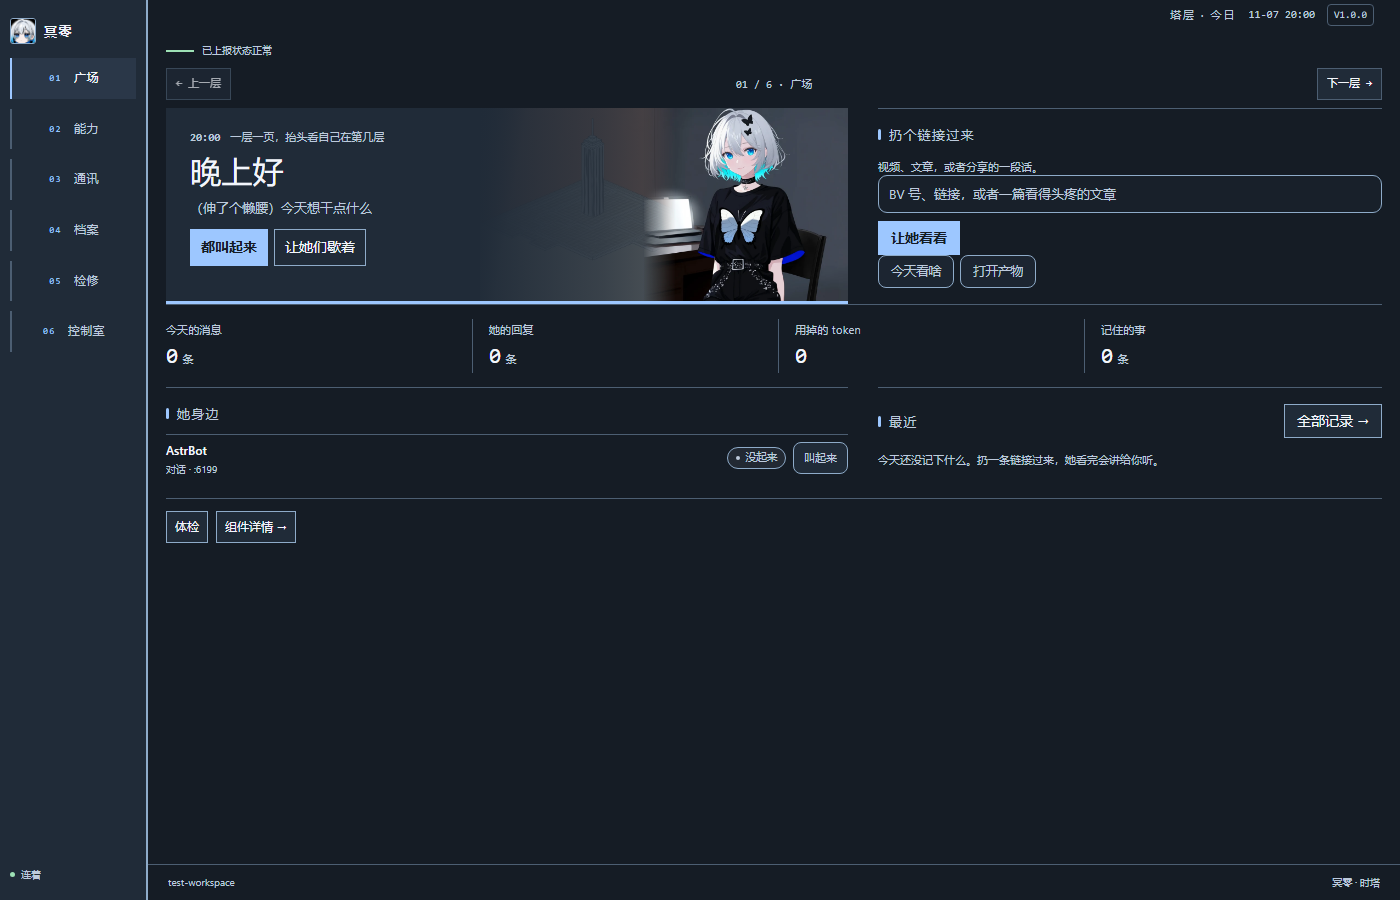 冥零
塔层 · 今日 11-07 20:00 V1.0.0
01 广场
02 能力
03 通讯
04 档案
05 检修
06 控制室
连着
已上报状态正常
← 上一层
01 / 6 · 广场
下一层 →
20:00 一层一页，抬头看自己在第几层
晚上好
（伸了个懒腰）今天想干点什么
都叫起来 让她们歇着
扔个链接过来
视频、文章，或者分享的一段话。
BV 号、链接，或者一篇看得头疼的文章
让她看看
今天看啥 打开产物
今天的消息
0 条
她的回复
0 条
用掉的 token
0
记住的事
0 条
她身边
AstrBot
对话 · :6199
没起来 叫起来
最近
全部记录 →
今天还没记下什么。扔一条链接过来，她看完会讲给你听。
体检 组件详情 →
test-workspace
冥零 · 时塔